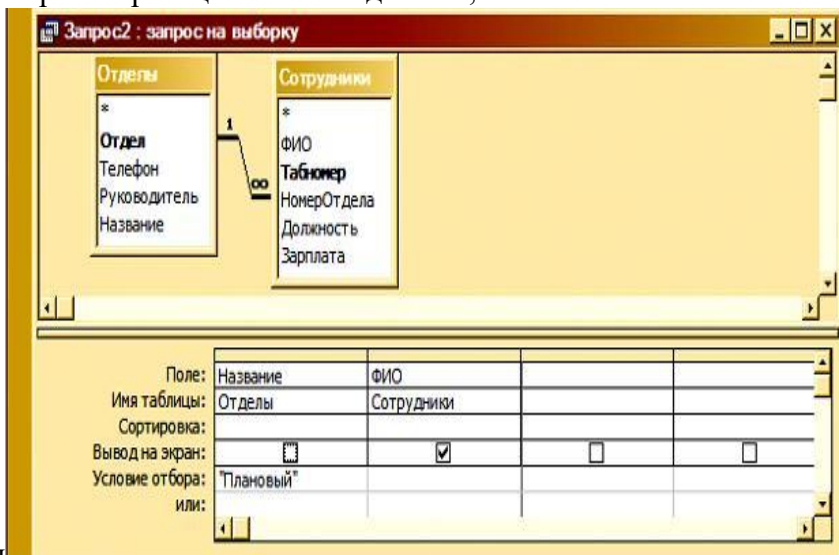 Запрос2 : запрос на выборку
Отделы
*
Отдел
Телефон
Руководитель
Название
1
∞
Сотрудники
*
ФИО
Табномер
НомерОтдела
Должность
Зарплата
Поле: Название ФИО
Имя таблицы: Отделы Сотрудники
Сортировка:
Вывод на экран:
Условие отбора: "Плановый"
или: